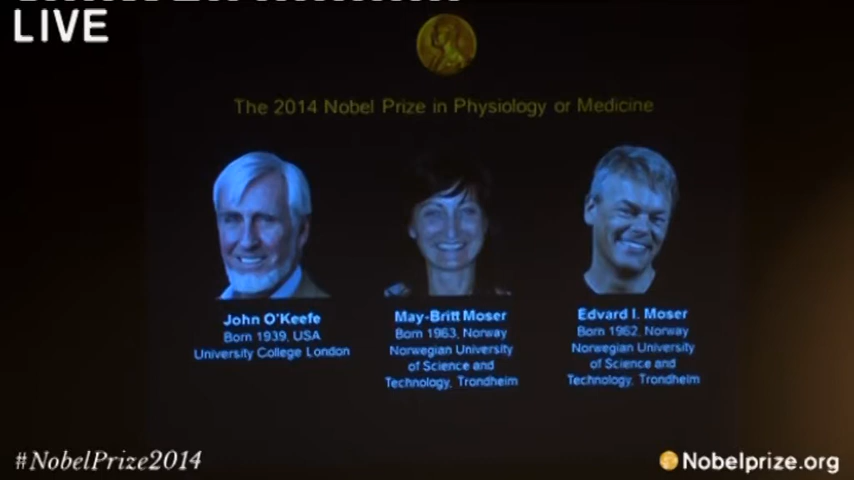 LIVE
The 2014 Nobel Prize in Physiology or Medicine
John O'Keefe
Born 1939, USA
University College London
May-Britt Moser
Born 1963, Norway
Norwegian University
of Science and
Technology, Trondheim
Edvard I. Moser
Born 1962, Norway
Norwegian University
of Science and
Technology, Trondheim
#NobelPrize2014
Nobelprize.org